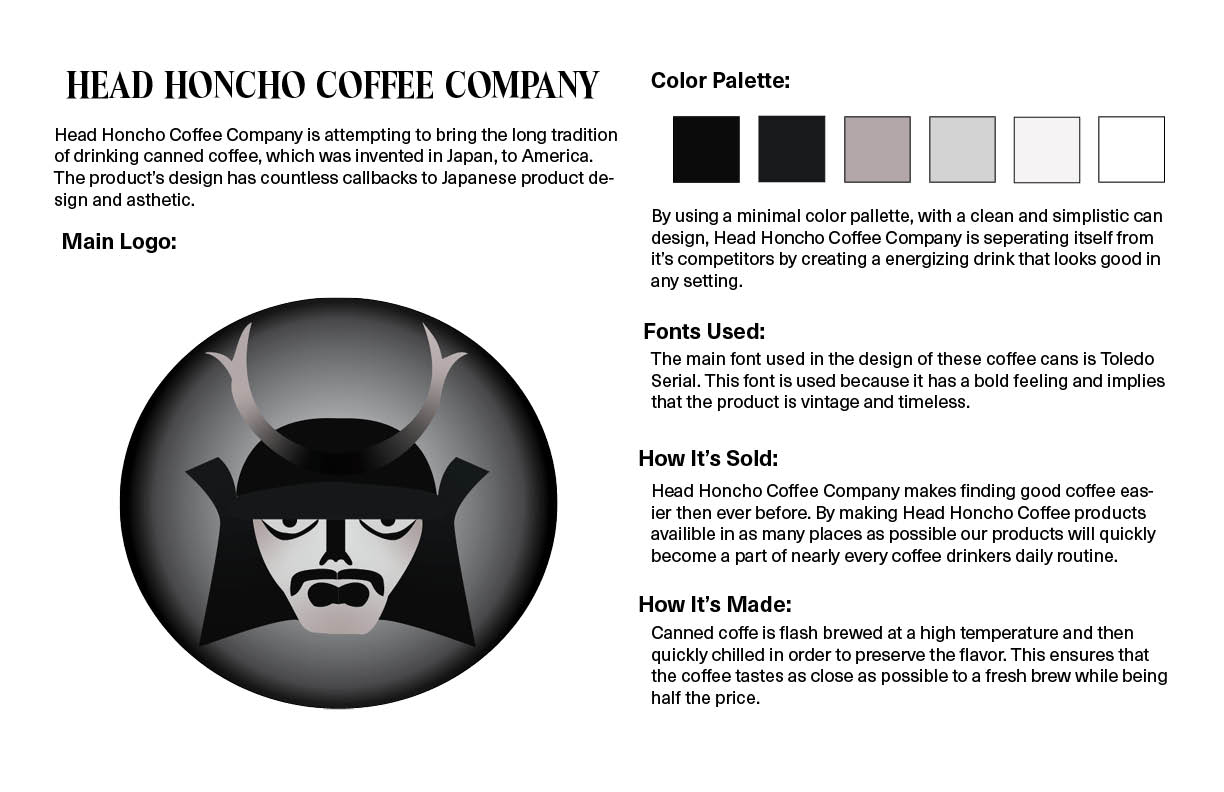 HEAD HONCHO COFFEE COMPANY
Head Honcho Coffee Company is attempting to bring the long tradition
of drinking canned coffee, which was invented in Japan, to America.
The product's design has countless callbacks to Japanese product de-
sign and asthetic.
Main Logo:
Color Palette:
By using a minimal color pallette, with a clean and simplistic can
design, Head Honcho Coffee Company is seperating itself from
it's competitors by creating a energizing drink that looks good in
any setting.
Fonts Used:
The main font used in the design of these coffee cans is Toledo
Serial. This font is used because it has a bold feeling and implies
that the product is vintage and timeless.
How It's Sold:
Head Honcho Coffee Company makes finding good coffee eas-
ier then ever before. By making Head Honcho Coffee products
availible in as many places as possible our products will quickly
become a part of nearly every coffee drinkers daily routine.
How It's Made:
Canned coffe is flash brewed at a high temperature and then
quickly chilled in order to preserve the flavor. This ensures that
the coffee tastes as close as possible to a fresh brew while being
half the price.